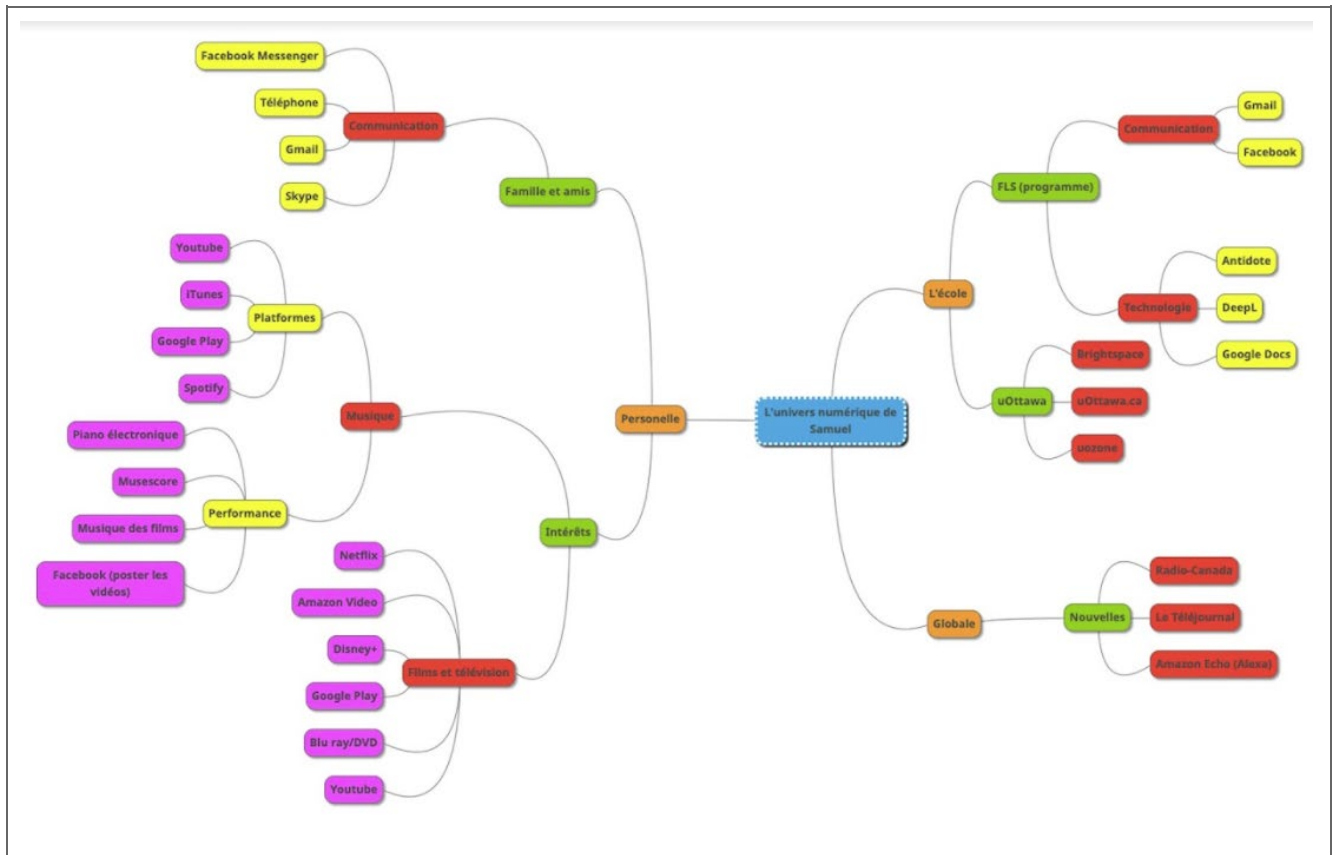 Facebook Messenger
Téléphone
Gmail
Skype
Communication
Famille et amis
Youtube
iTunes
Google Play
Spotify
Platformes
Musique
Piano électronique
Musescore
Musique des films
Facebook (poster les
vidéos)
Performance
Intérêts
Netflix
Amazon Video
Disney+
Google Play
Blu ray/DVD
Youtube
Films et télévision
Personelle
L'univers numérique de
Samuel
L'école
FLS (programme)
Communication
Gmail
Facebook
Technologie
Antidote
DeepL
Google Docs
uOttawa
Brightspace
uOttawa.ca
uozone
Globale
Nouvelles
Radio-Canada
Le Téléjournal
Amazon Echo (Alexa)